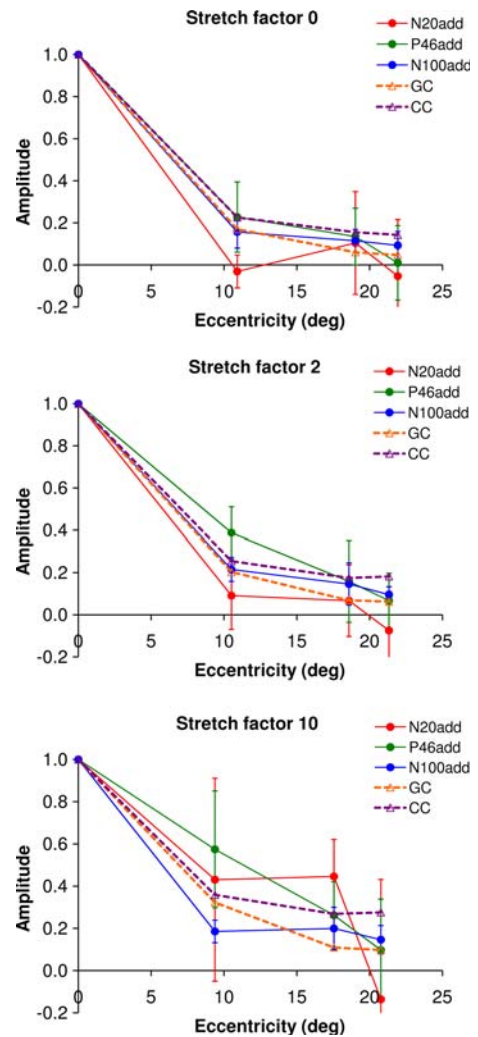 Stretch factor 0
N20add
P46add
N100add
GC
CC
Amplitude
1.0
0.8
0.6
0.4
0.2
0.0
-0.2
0 5 10 15 20 25
Eccentricity (deg)
Stretch factor 2
N20add
P46add
N100add
GC
CC
Amplitude
1.0
0.8
0.6
0.4
0.2
0.0
-0.2
0 5 10 15 20 25
Eccentricity (deg)
Stretch factor 10
N20add
P46add
N100add
GC
CC
Amplitude
1.0
0.8
0.6
0.4
0.2
0.0
-0.2
0 5 10 15 20 25
Eccentricity (deg)